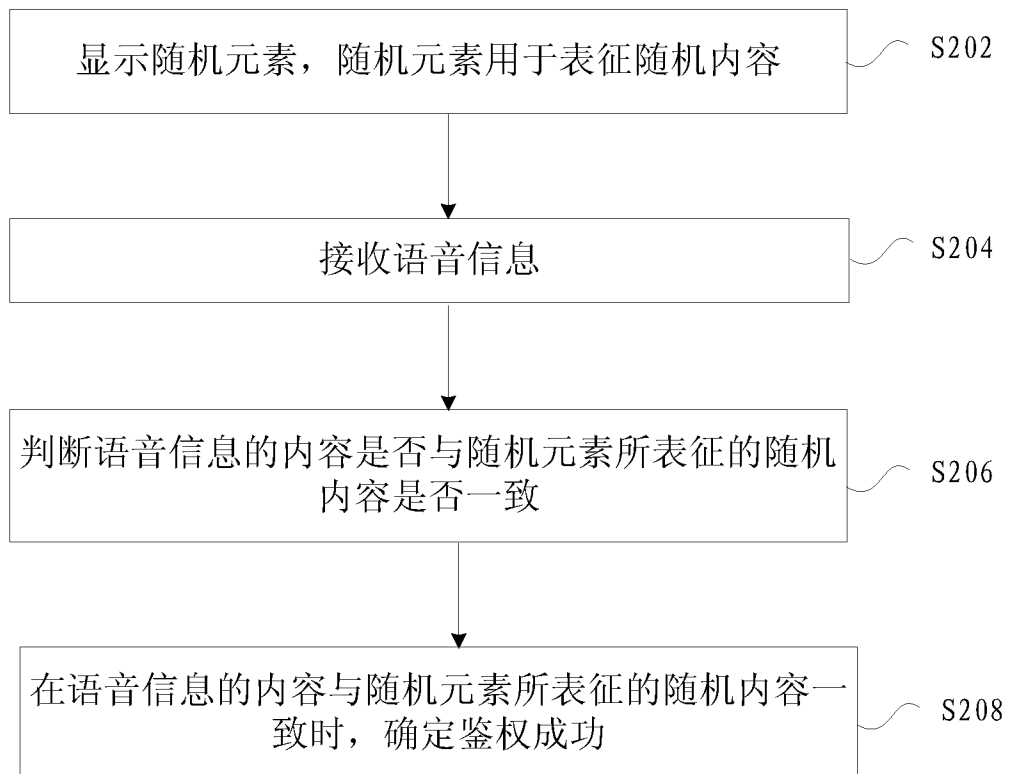 显示随机元素，随机元素用于表征随机内容
S202
接收语音信息
S204
判断语音信息的内容是否与随机元素所表征的随机
内容是否一致
S206
在语音信息的内容与随机元素所表征的随机内容一
致时，确定鉴权成功
S208